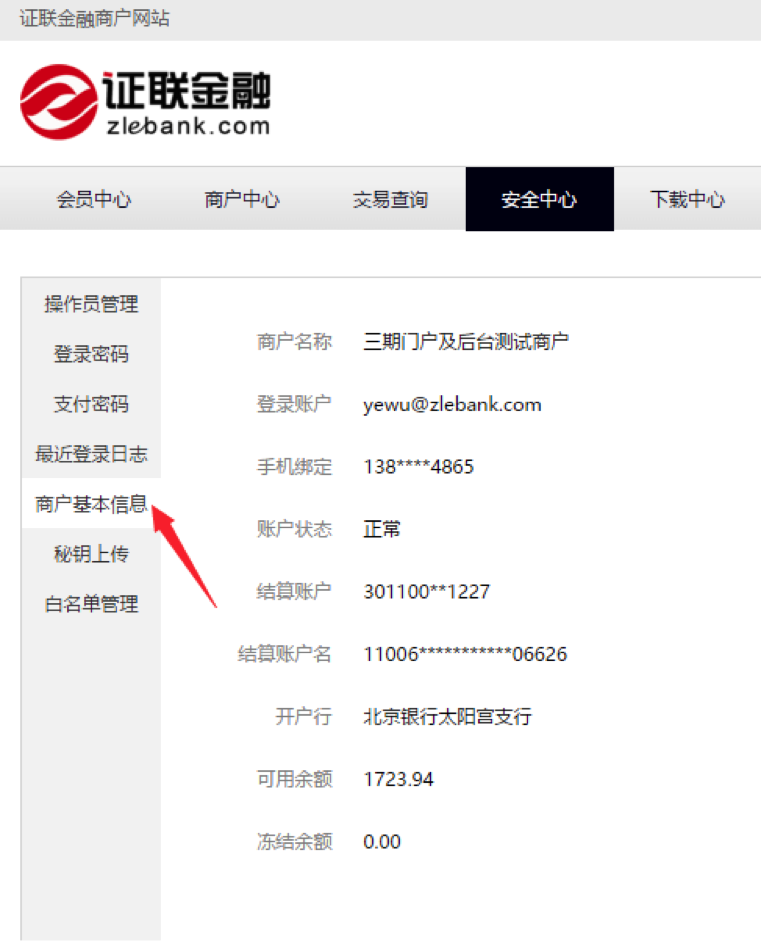 证联金融商户网站
证联金融
zlebank.com
会员中心 商户中心 交易查询 安全中心 下载中心
操作员管理
登录密码
支付密码
最近登录日志
商户基本信息
秘钥上传
白名单管理
商户名称 三期门户及后台测试商户
登录账户 yewu@zlebank.com
手机绑定 138****4865
账户状态 正常
结算账户 301100**1227
结算账户名 11006***********06626
开户行 北京银行太阳宫支行
可用余额 1723.94
冻结余额 0.00